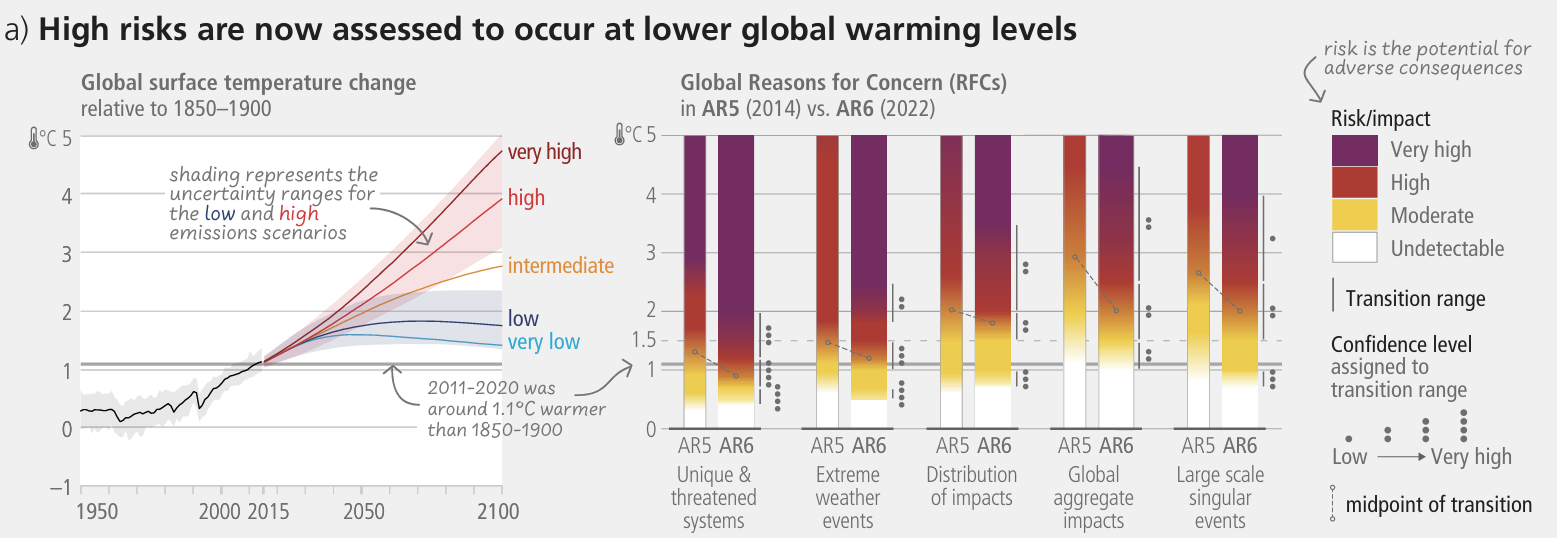 a) High risks are now assessed to occur at lower global warming levels
Global surface temperature change
relative to 1850–1900
°C 5
4
3
2
1
0
–1
1950
2000
2015
2050
2100
shading represents the
uncertainty ranges for
the low and high
emissions scenarios
very high
high
intermediate
low
very low
2011-2020 was
around 1.1°C warmer
than 1850-1900
Global Reasons for Concern (RFCs)
in AR5 (2014) vs. AR6 (2022)
°C 5
4
3
2
1.5
1
0
AR5 AR6
Unique &
threatened
systems
AR5 AR6
Extreme
weather
events
AR5 AR6
Distribution
of impacts
AR5 AR6
Global
aggregate
impacts
AR5 AR6
Large scale
singular
events
risk is the potential for
adverse consequences
Risk/impact
Very high
High
Moderate
Undetectable
Transition range
Confidence level
assigned to
transition range
Low
Very high
midpoint of transition